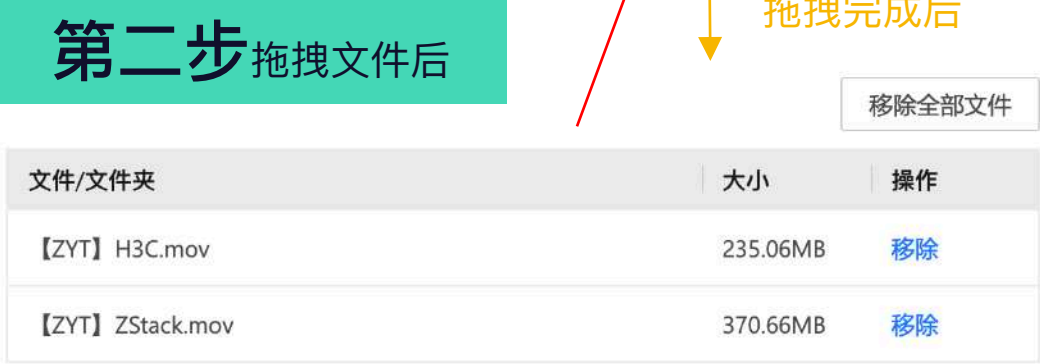 拖拽完成后
第二步拖拽文件后
移除全部文件
文件/文件夹 大小 操作
【ZYT】H3C.mov 235.06MB 移除
【ZYT】ZStack.mov 370.66MB 移除